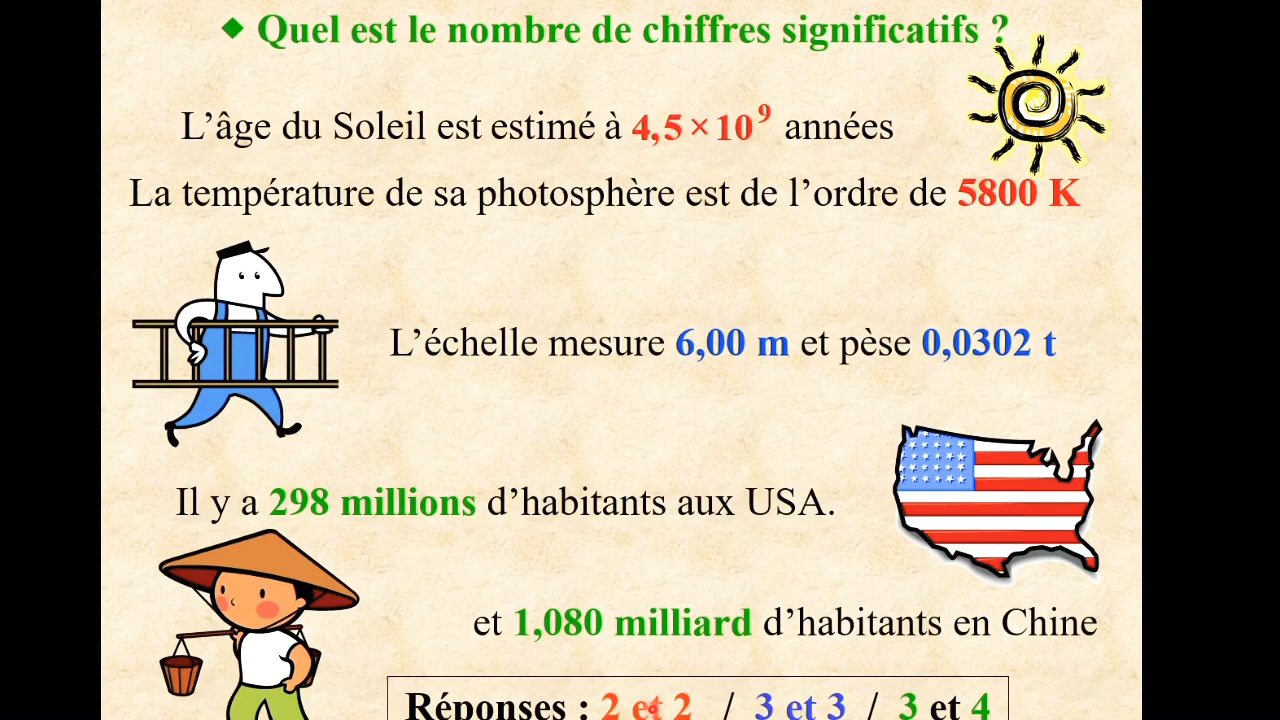 ◆ Quel est le nombre de chiffres significatifs ?
L’âge du Soleil est estimé à 4,5 × 10⁹ années
La température de sa photosphère est de l’ordre de 5800 K
L’échelle mesure 6,00 m et pèse 0,0302 t
Il y a 298 millions d’habitants aux USA.
et 1,080 milliard d’habitants en Chine
Réponses : 2 et 2 / 3 et 3 / 3 et 4